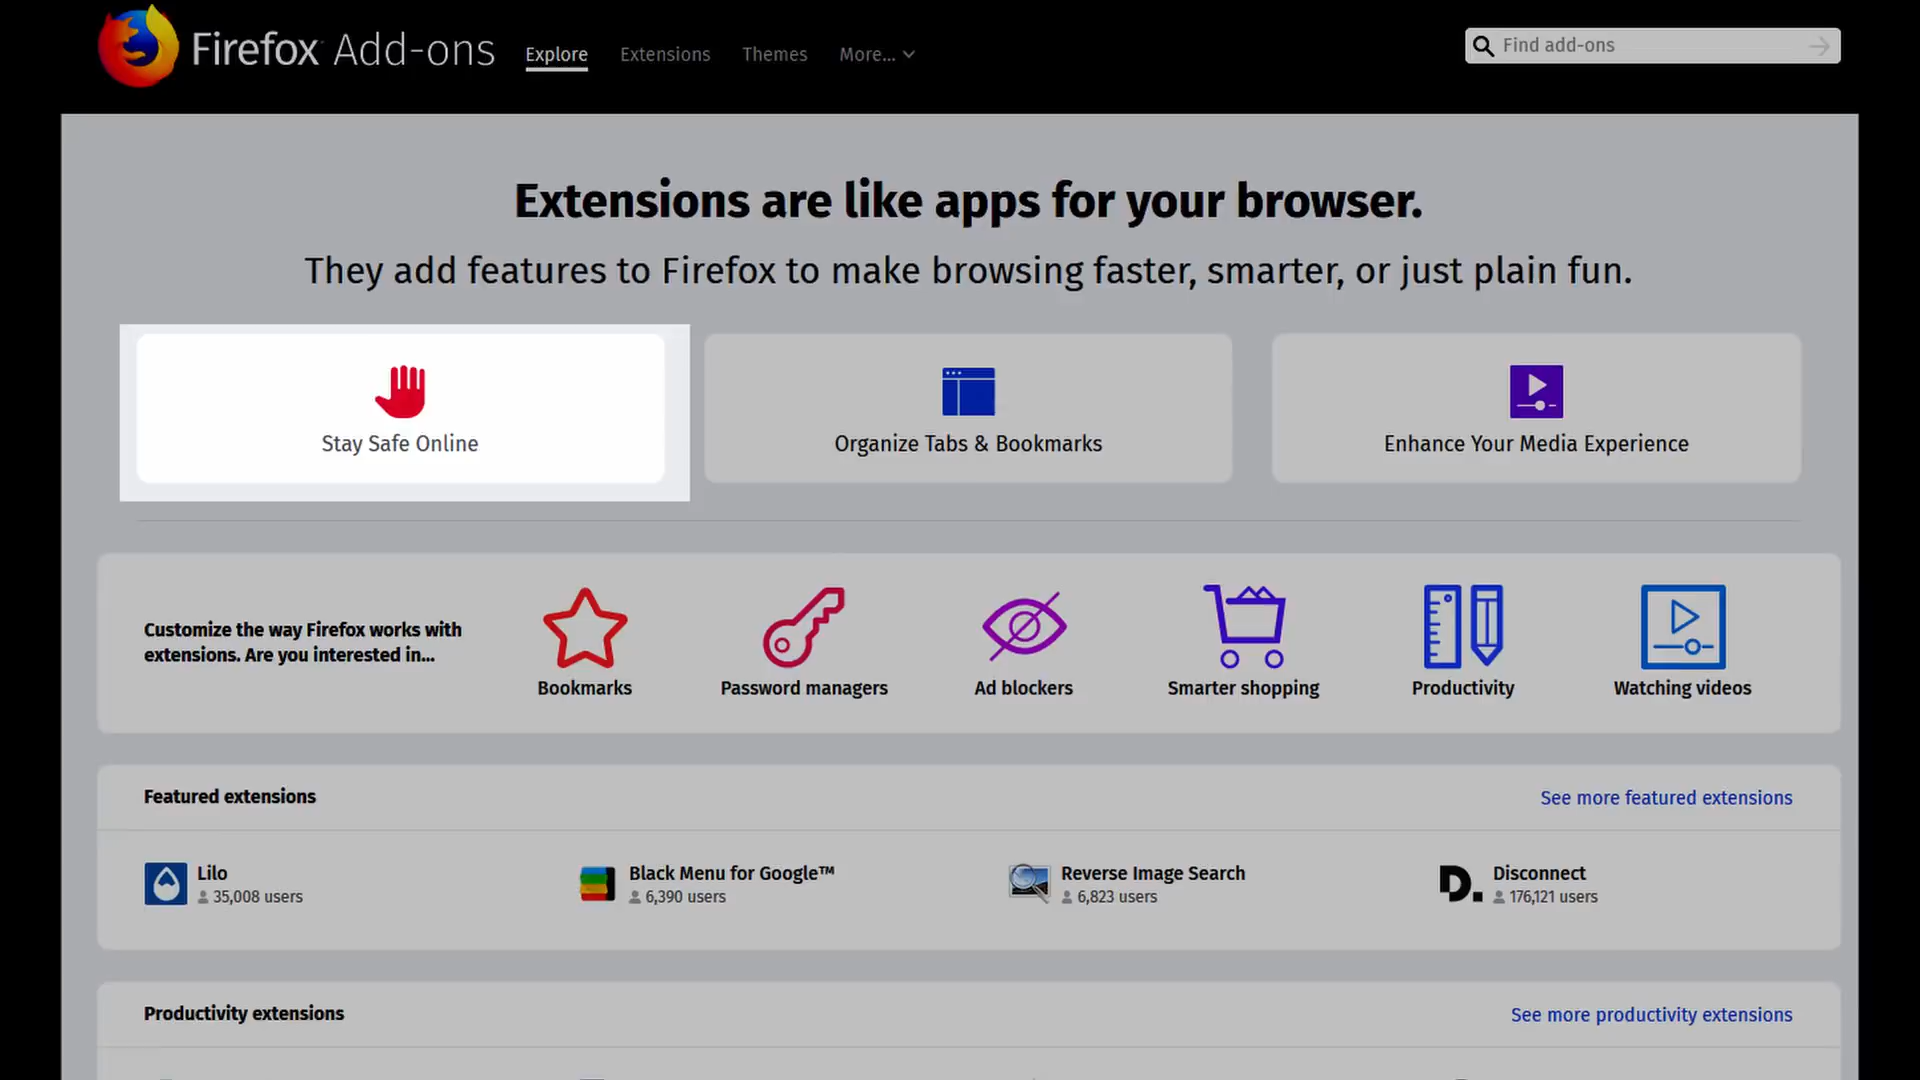 Firefox Add-ons
Explore
Extensions
Themes
More...
Find add-ons
Extensions are like apps for your browser.
They add features to Firefox to make browsing faster, smarter, or just plain fun.
Stay Safe Online
Organize Tabs & Bookmarks
Enhance Your Media Experience
Customize the way Firefox works with
extensions. Are you interested in...
Bookmarks
Password managers
Ad blockers
Smarter shopping
Productivity
Watching videos
Featured extensions
See more featured extensions
Lilo
35,008 users
Black Menu for Google™
6,390 users
Reverse Image Search
6,823 users
D.
Disconnect
176,121 users
Productivity extensions
See more productivity extensions